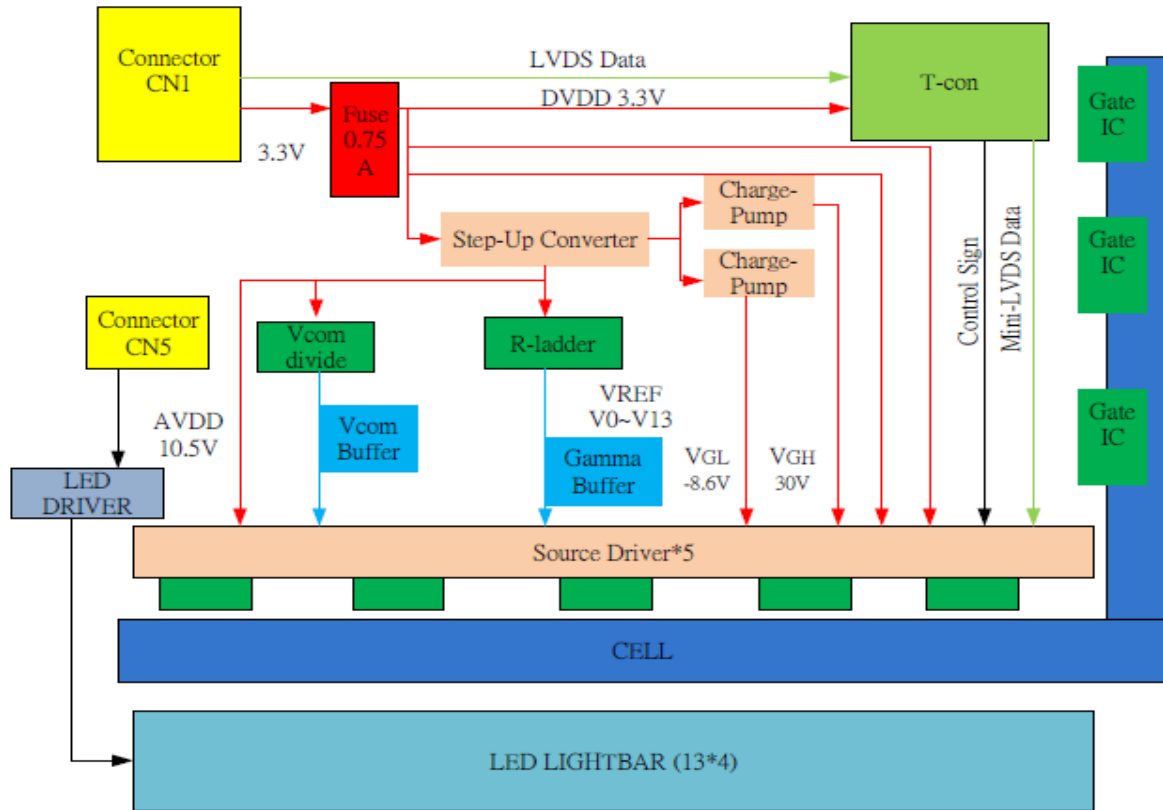 Connector
CN1
LVDS Data
T-con
Fuse
0.75
A
DVDD 3.3V
3.3V
Gate
IC
Charge-
Pump
Step-Up Converter
Charge-
Pump
Gate
IC
Control Sign
Mini-LVDS Data
Connector
CN5
Vcom
divide
R-ladder
Gate
IC
AVDD
10.5V
Vcom
Buffer
VREF
V0~V13
Gamma
Buffer
VGL
-8.6V
VGH
30V
LED
DRIVER
Source Driver*5
CELL
LED LIGHTBAR (13*4)